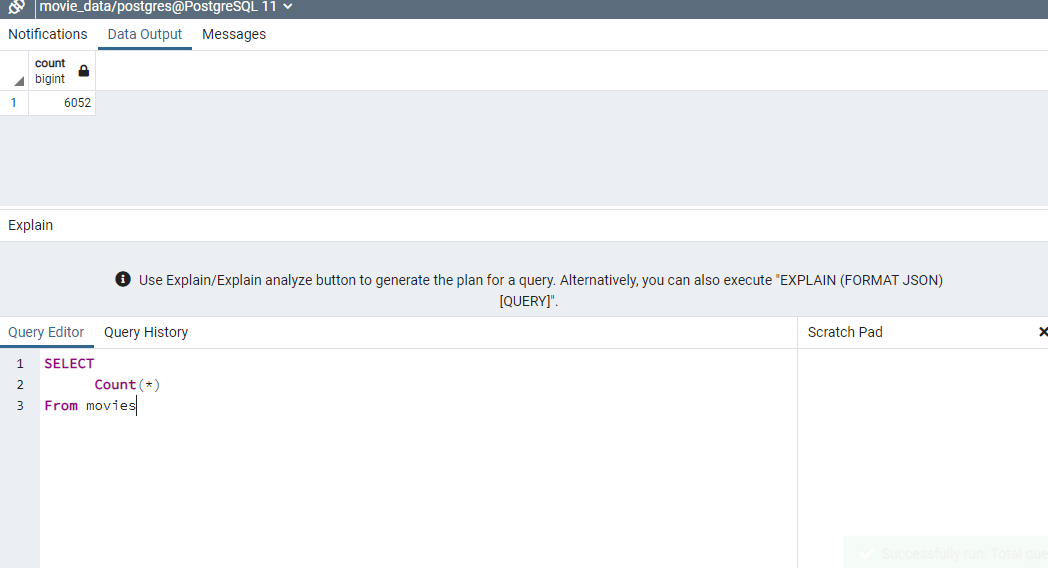 movie_data/postgres@PostgreSQL 11
Notifications Data Output Messages
count
bigint
1 6052
Explain
Use Explain/Explain analyze button to generate the plan for a query. Alternatively, you can also execute "EXPLAIN (FORMAT JSON)
[QUERY]".
Query Editor Query History Scratch Pad
1 SELECT
2 Count(*)
3 From movies
Successfully run. Total que